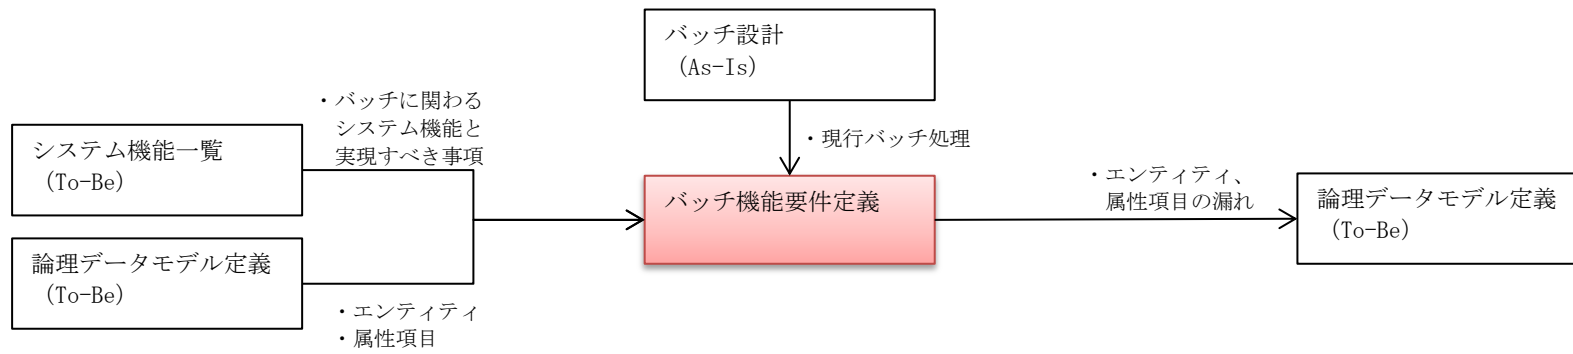 バッチ設計
(As-Is)
・バッチに関わる
システム機能と
実現すべき事項
システム機能一覧
(To-Be)
・現行バッチ処理
バッチ機能要件定義
・エンティティ、
属性項目の漏れ
論理データモデル定義
(To-Be)
論理データモデル定義
(To-Be)
・エンティティ
・属性項目